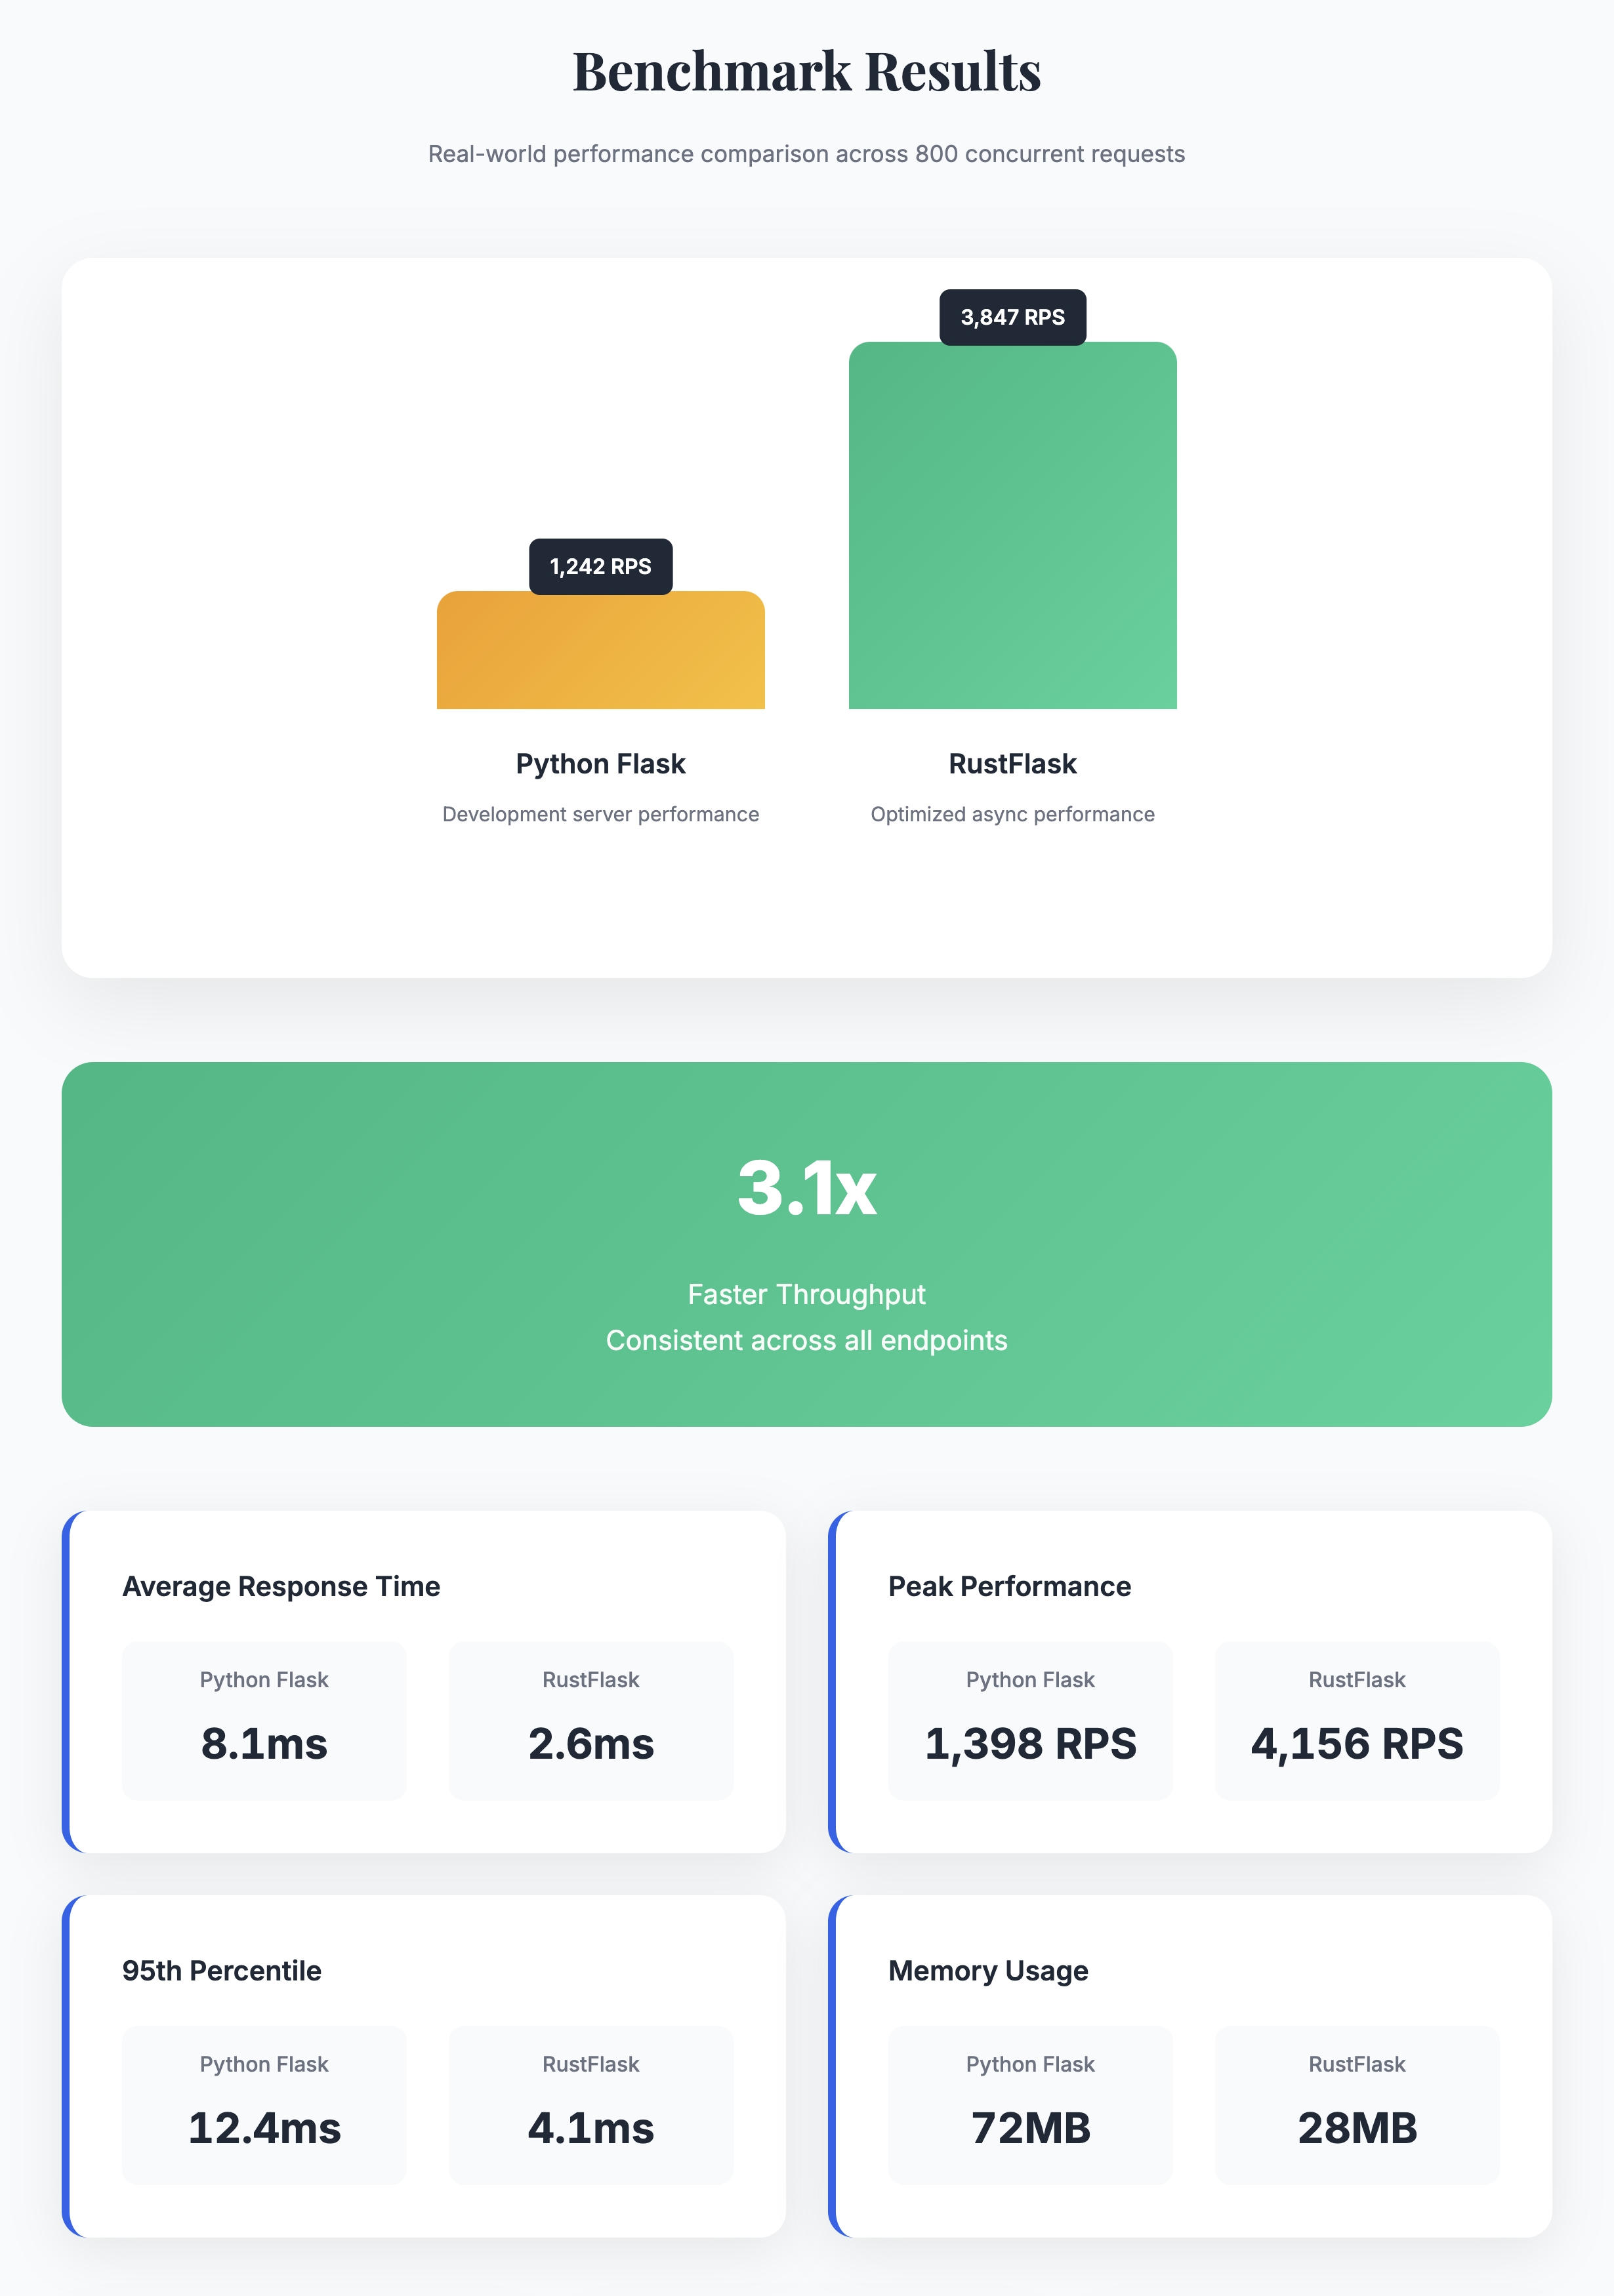 Benchmark Results
Real-world performance comparison across 800 concurrent requests
3,847 RPS
1,242 RPS
Python Flask
Development server performance
RustFlask
Optimized async performance
3.1x
Faster Throughput
Consistent across all endpoints
Average Response Time
Python Flask
8.1ms
RustFlask
2.6ms
Peak Performance
Python Flask
1,398 RPS
RustFlask
4,156 RPS
95th Percentile
Python Flask
12.4ms
RustFlask
4.1ms
Memory Usage
Python Flask
72MB
RustFlask
28MB